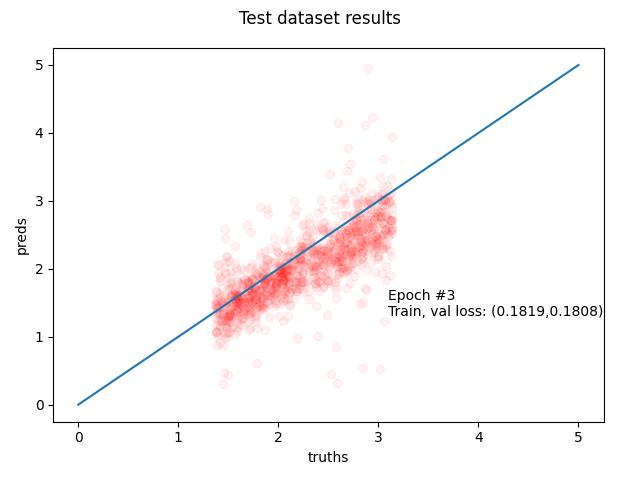 Test dataset results
5
4
3
2
1
0
preds
Epoch #3
Train, val loss: (0.1819,0.1808)
0 1 2 3 4 5
truths